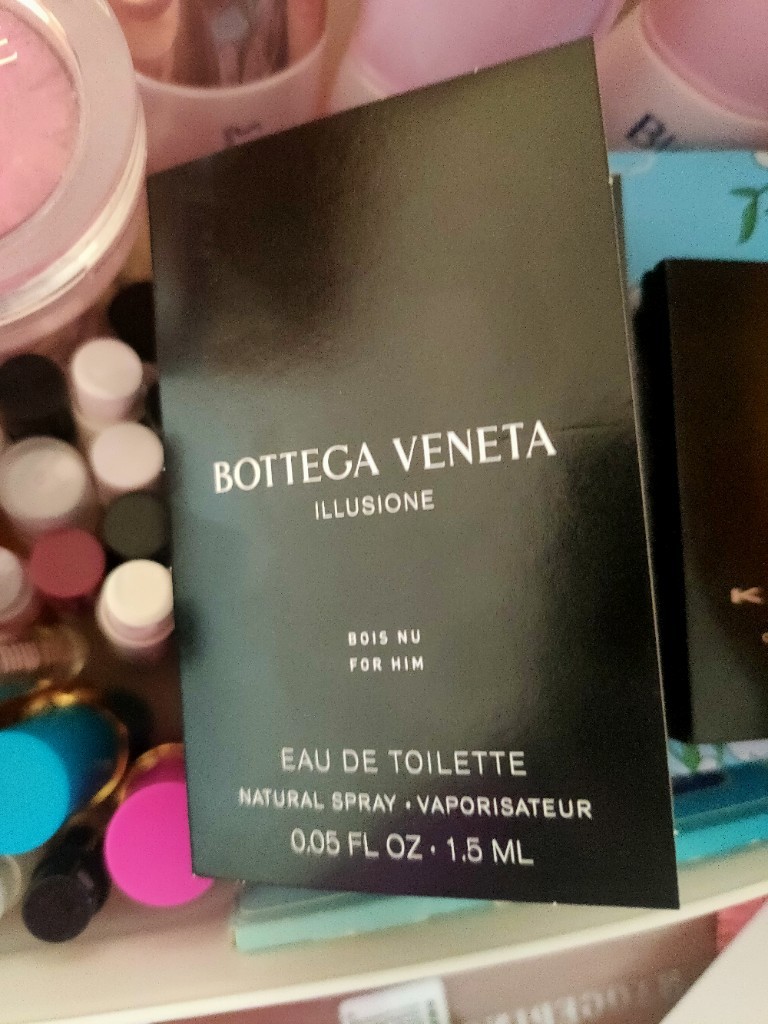 BOTTEGA VENETA
ILLUSIONE
BOIS NU
FOR HIM
EAU DE TOILETTE
NATURAL SPRAY • VAPORISATEUR
0.05 FL OZ • 1.5 ML
K